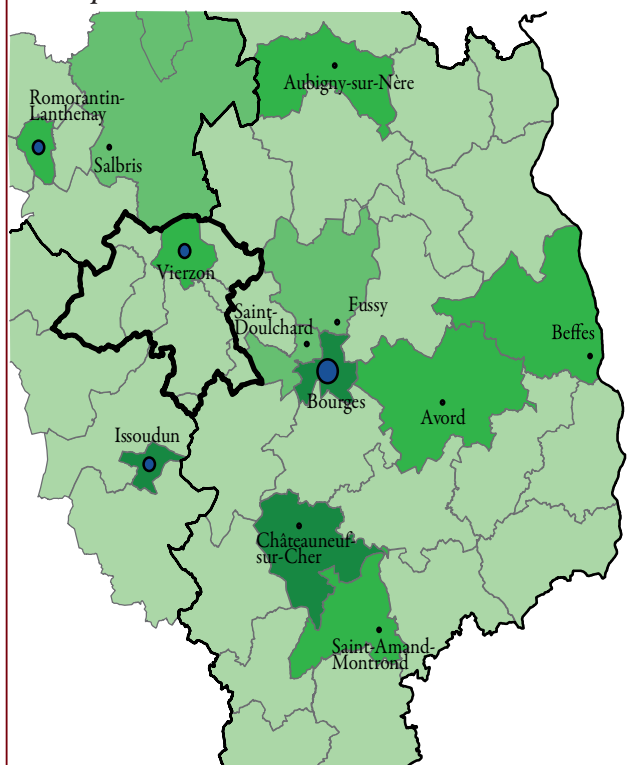 Aubigny-sur-Nère
Romorantin-
Lanthenay
Salbris
Vierzon
Saint-
Doulchard
Fussy
Beffes
Bourges
Avord
Issoudun
Châteauneuf-
sur-Cher
Saint-Amand-
Montrond